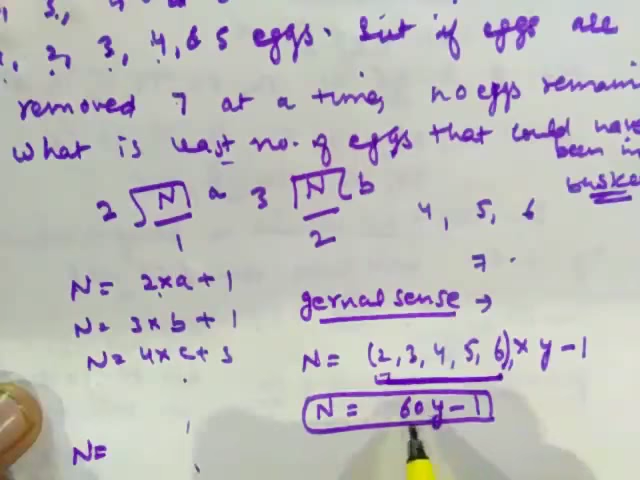 2, 3, 4, 6 5 eggs. But if eggs are
removed 7 at a time, no eggs remain
what is least no. of eggs that could have
been in
busket
2 N a 3 N b
1 2
4, 5, 6
7.
N= 2×a+1
N= 3×b+1
N= 4×c+3
N=
gernal sense →
N= (2,3,4,5,6)×y-1
N= 60y-1